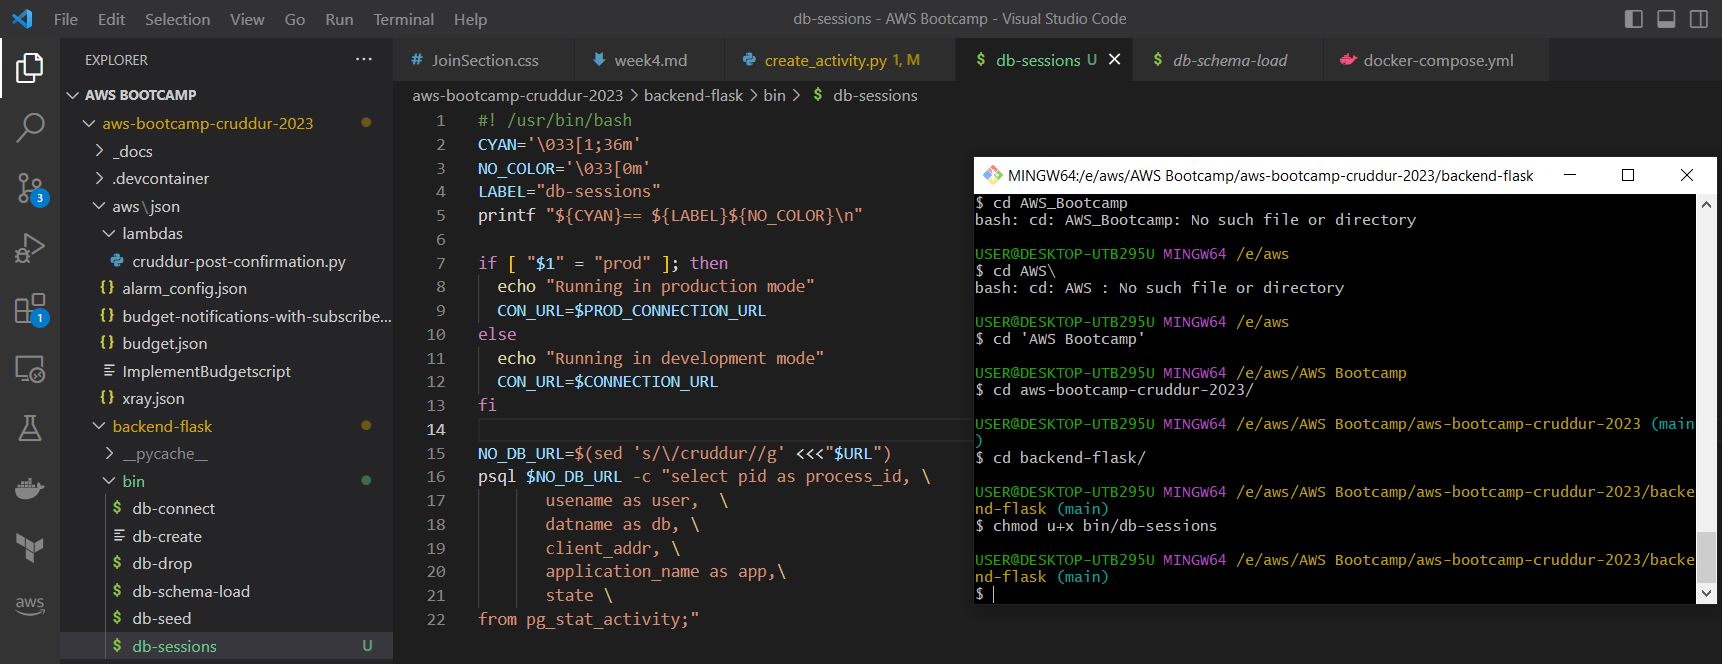 File Edit Selection View Go Run Terminal Help
db-sessions - AWS Bootcamp - Visual Studio Code
EXPLORER ···
AWS BOOTCAMP
aws-bootcamp-cruddur-2023
_docs
.devcontainer
aws\json
lambdas
cruddur-post-confirmation.py
{} alarm_config.json
{} budget-notifications-with-subscribe...
{} budget.json
ImplementBudgetscript
{} xray.json
backend-flask
__pycache__
bin
$ db-connect
db-create
$ db-drop
$ db-schema-load
$ db-seed
$ db-sessions U
3
1
aws
# JoinSection.css
week4.md
create_activity.py 1, M
$ db-sessions U
$ db-schema-load
docker-compose.yml
aws-bootcamp-cruddur-2023 > backend-flask > bin > $ db-sessions
1 #! /usr/bin/bash
2 CYAN='\033[1;36m'
3 NO_COLOR='\033[0m'
4 LABEL="db-sessions"
5 printf "${CYAN}== ${LABEL}${NO_COLOR}\n"
6
7 if [ "$1" = "prod" ]; then
8 echo "Running in production mode"
9 CON_URL=$PROD_CONNECTION_URL
10 else
11 echo "Running in development mode"
12 CON_URL=$CONNECTION_URL
13 fi
14
15 NO_DB_URL=$(sed 's/\/cruddur//g' <<<"$URL")
16 psql $NO_DB_URL -c "select pid as process_id, \
17 usename as user, \
18 datname as db, \
19 client_addr, \
20 application_name as app,\
21 state \
22 from pg_stat_activity;"
MINGW64:/e/aws/AWS Bootcamp/aws-bootcamp-cruddur-2023/backend-flask
$ cd AWS_Bootcamp
bash: cd: AWS_Bootcamp: No such file or directory
USER@DESKTOP-UTB295U MINGW64 /e/aws
$ cd AWS\
bash: cd: AWS : No such file or directory
USER@DESKTOP-UTB295U MINGW64 /e/aws
$ cd 'AWS Bootcamp'
USER@DESKTOP-UTB295U MINGW64 /e/aws/AWS Bootcamp
$ cd aws-bootcamp-cruddur-2023/
USER@DESKTOP-UTB295U MINGW64 /e/aws/AWS Bootcamp/aws-bootcamp-cruddur-2023 (main
)
$ cd backend-flask/
USER@DESKTOP-UTB295U MINGW64 /e/aws/AWS Bootcamp/aws-bootcamp-cruddur-2023/backe
nd-flask (main)
$ chmod u+x bin/db-sessions
USER@DESKTOP-UTB295U MINGW64 /e/aws/AWS Bootcamp/aws-bootcamp-cruddur-2023/backe
nd-flask (main)
$